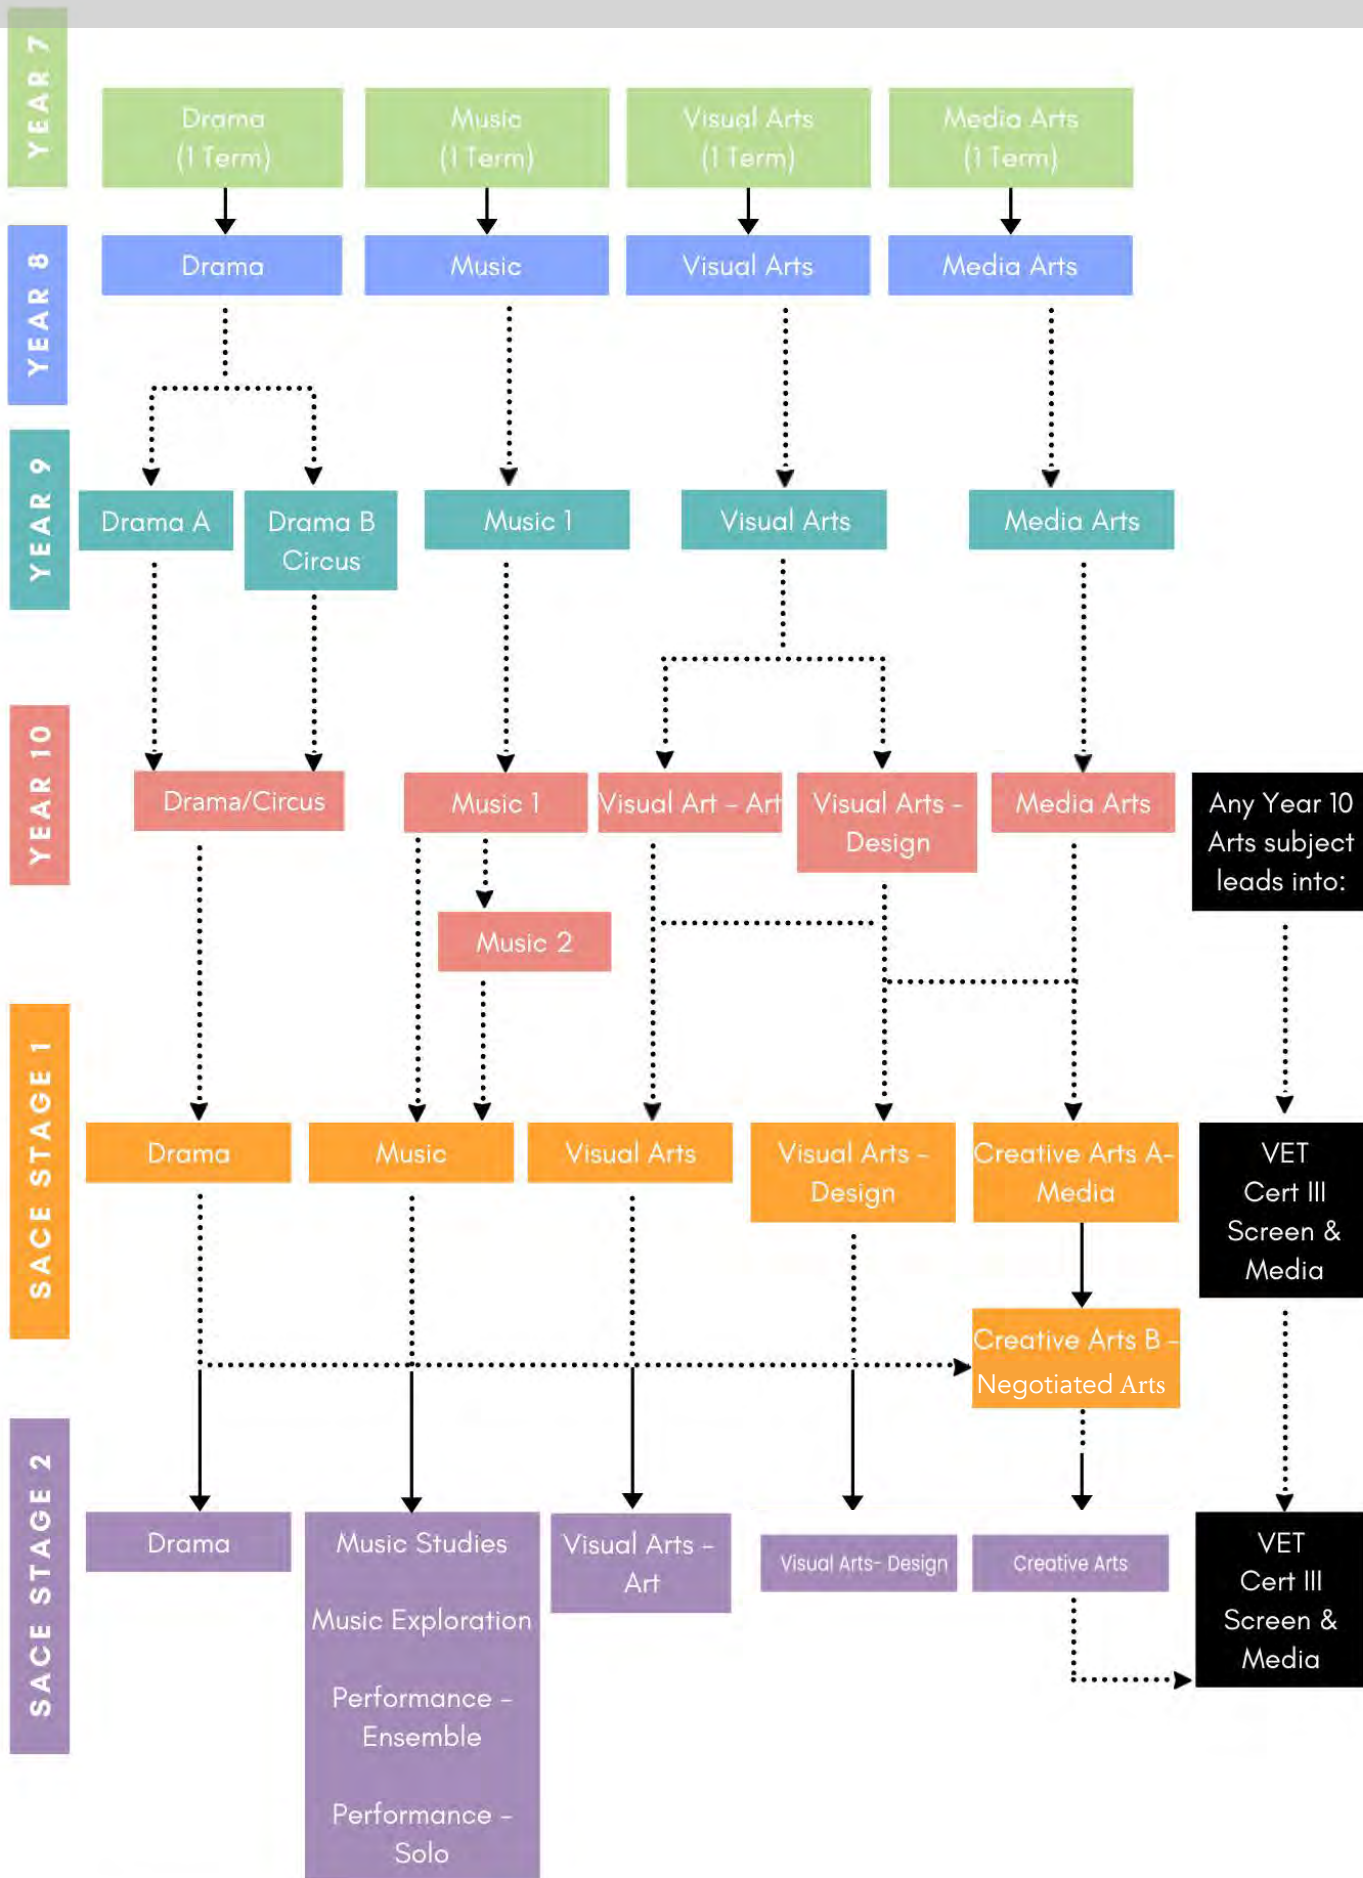 YEAR 7
Drama
(1 Term)
Music
(1 Term)
Visual Arts
(1 Term)
Media Arts
(1 Term)
YEAR 8
Drama
Music
Visual Arts
Media Arts
YEAR 9
Drama A
Drama B
Circus
Music 1
Visual Arts
Media Arts
YEAR 10
Drama/Circus
Music 1
Visual Art - Art
Visual Arts -
Design
Media Arts
Any Year 10
Arts subject
leads into:
Music 2
SACE STAGE 1
Drama
Music
Visual Arts
Visual Arts -
Design
Creative Arts A-
Media
VET
Cert III
Screen &
Media
Creative Arts B -
Negotiated Arts
SACE STAGE 2
Drama
Music Studies
Music Exploration
Performance -
Ensemble
Performance -
Solo
Visual Arts -
Art
Visual Arts- Design
Creative Arts
VET
Cert III
Screen &
Media